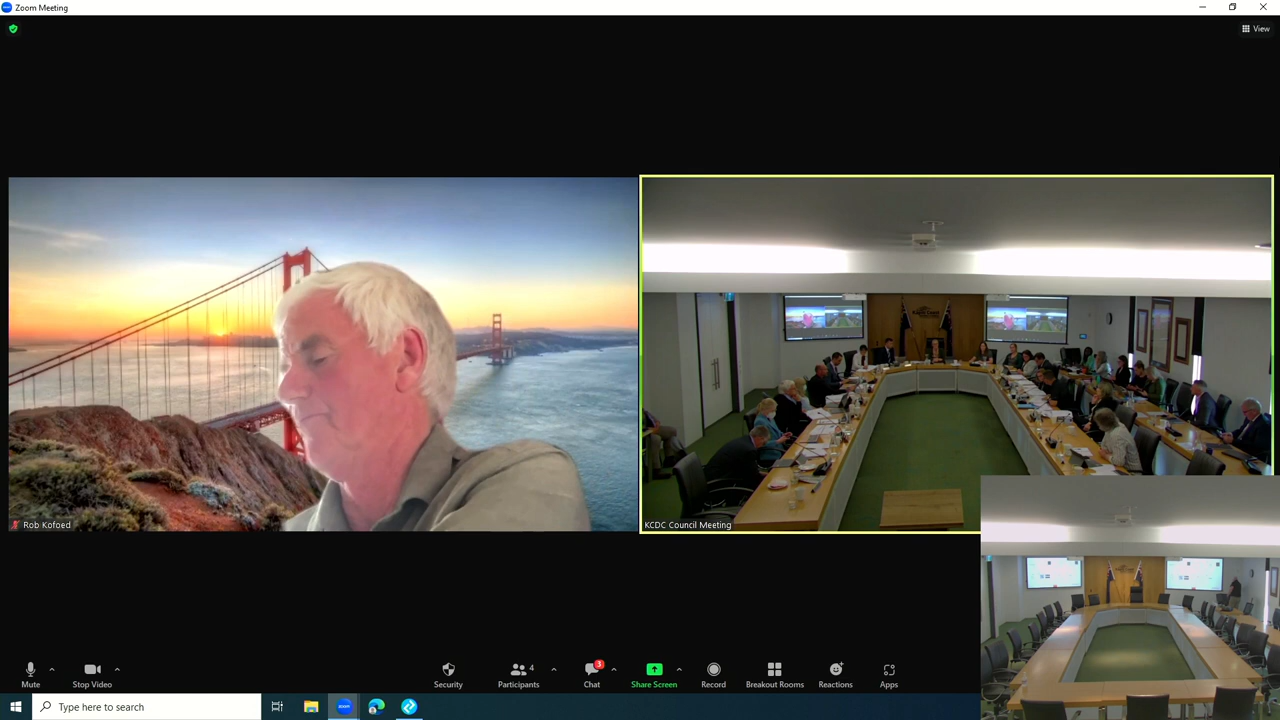 Zoom Meeting
View
Rob Kofoed
KCDC Council Meeting
Mute
Stop Video
Security
4
Participants
3
Chat
Share Screen
Record
Breakout Rooms
Reactions
Apps
zoom
Type here to search